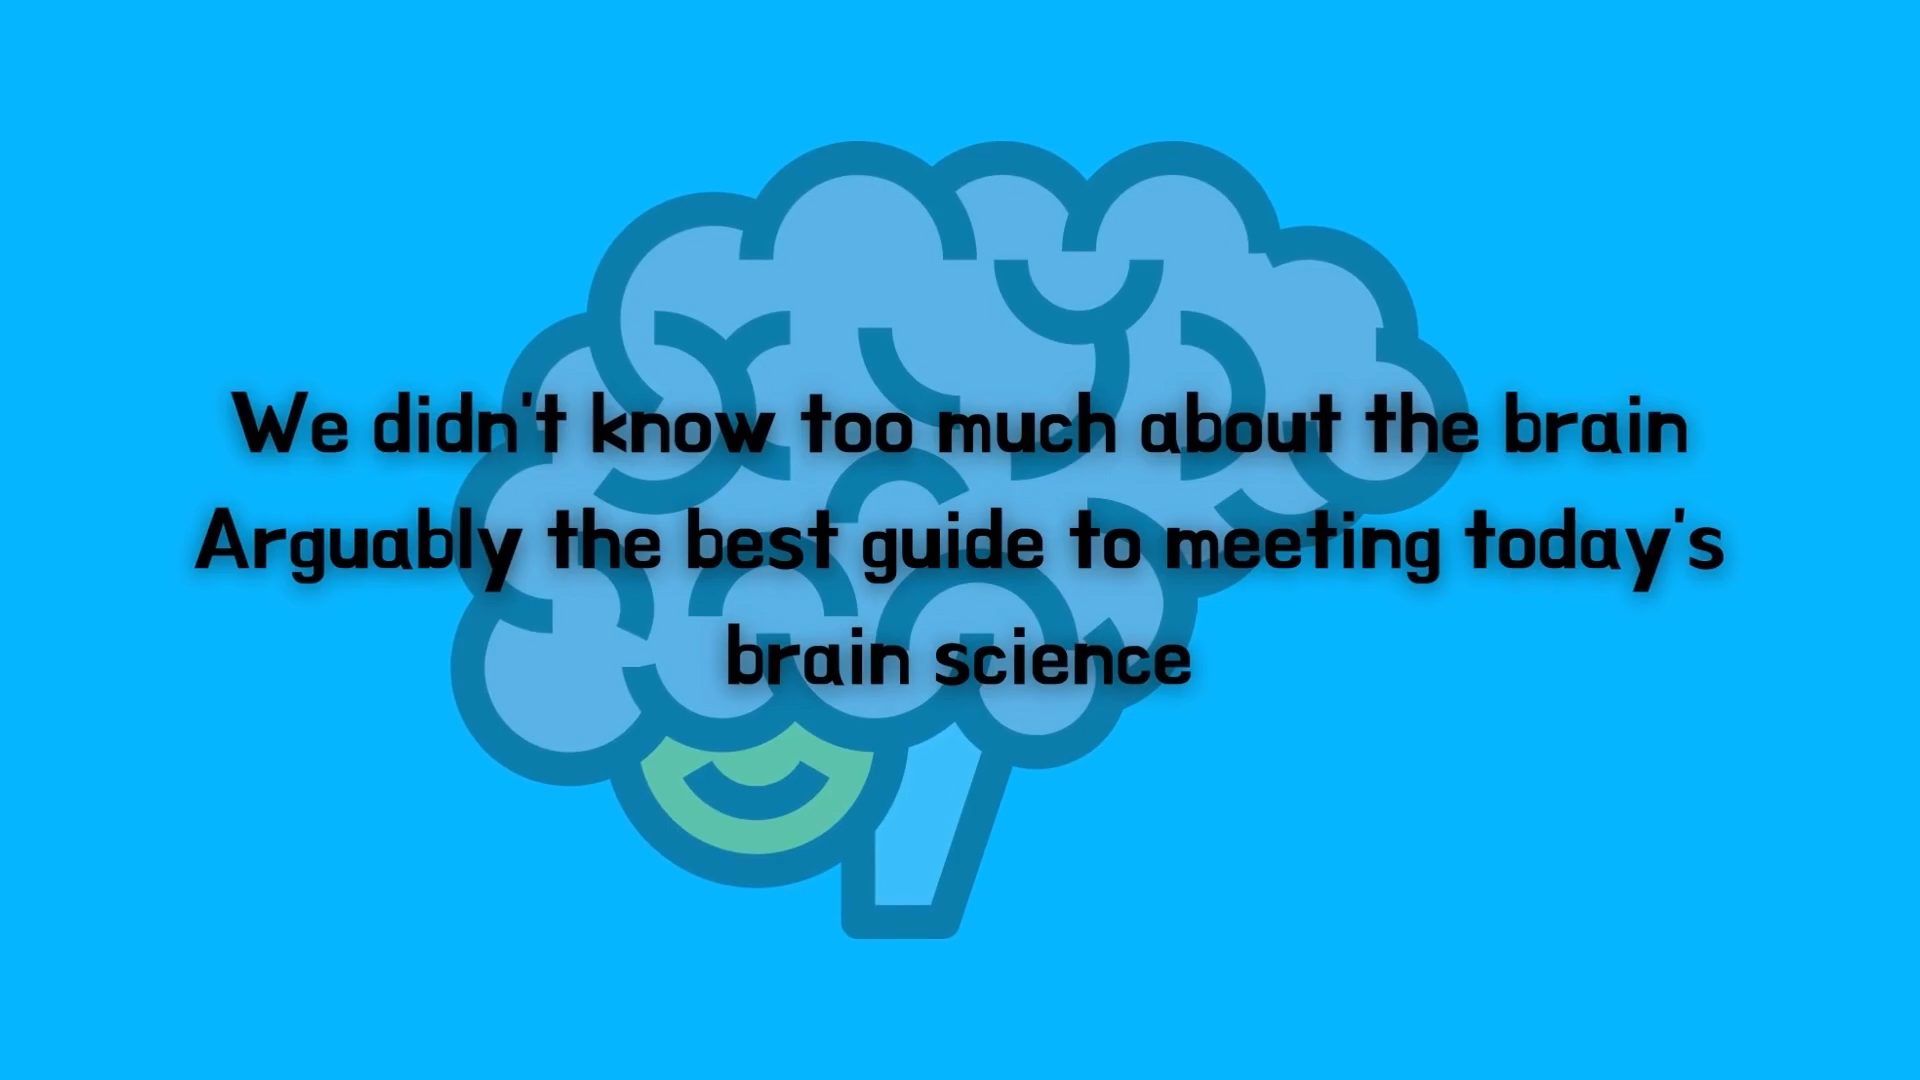 We didn't know too much about the brain
Arguably the best guide to meeting today's
brain science